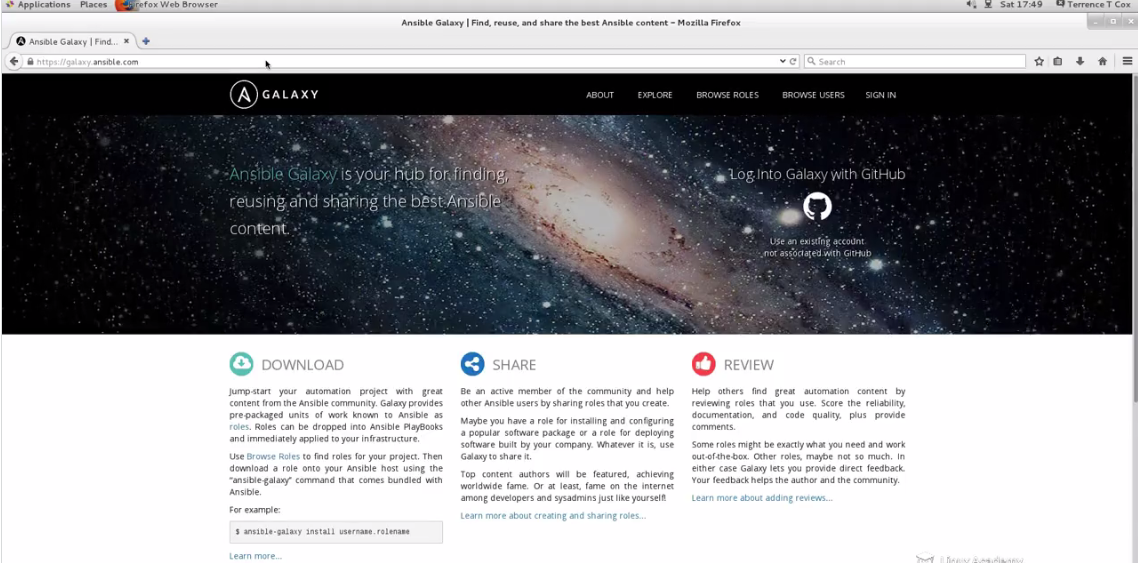 Applications Places Firefox Web Browser Sat 17:49 Terrence T Cox
Ansible Galaxy | Find, reuse, and share the best Ansible content - Mozilla Firefox
Ansible Galaxy | Find... × +
https://galaxy.ansible.com Search
A GALAXY ABOUT EXPLORE BROWSE ROLES BROWSE USERS SIGN IN
Ansible Galaxy is your hub for finding,
reusing and sharing the best Ansible
content.
Log Into Galaxy with GitHub
Use an existing account
not associated with GitHub
DOWNLOAD
Jump-start your automation project with great
content from the Ansible community. Galaxy provides
pre-packaged units of work known to Ansible as
roles. Roles can be dropped into Ansible PlayBooks
and immediately applied to your infrastructure.
Use Browse Roles to find roles for your project. Then
download a role onto your Ansible host using the
"ansible-galaxy" command that comes bundled with
Ansible.
For example:
$ ansible-galaxy install username.rolename
Learn more...
SHARE
Be an active member of the community and help
other Ansible users by sharing roles that you create.
Maybe you have a role for installing and configuring
a popular software package or a role for deploying
software built by your company. Whatever it is, use
Galaxy to share it.
Top content authors will be featured, achieving
worldwide fame. Or at least, fame on the internet
among developers and sysadmins just like yourself!
Learn more about creating and sharing roles...
REVIEW
Help others find great automation content by
reviewing roles that you use. Score the reliability,
documentation, and code quality, plus provide
comments.
Some roles might be exactly what you need and work
out-of-the-box. Other roles, maybe not so much. In
either case Galaxy lets you provide direct feedback.
Your feedback helps the author and the community.
Learn more about adding reviews...
Linux Academy